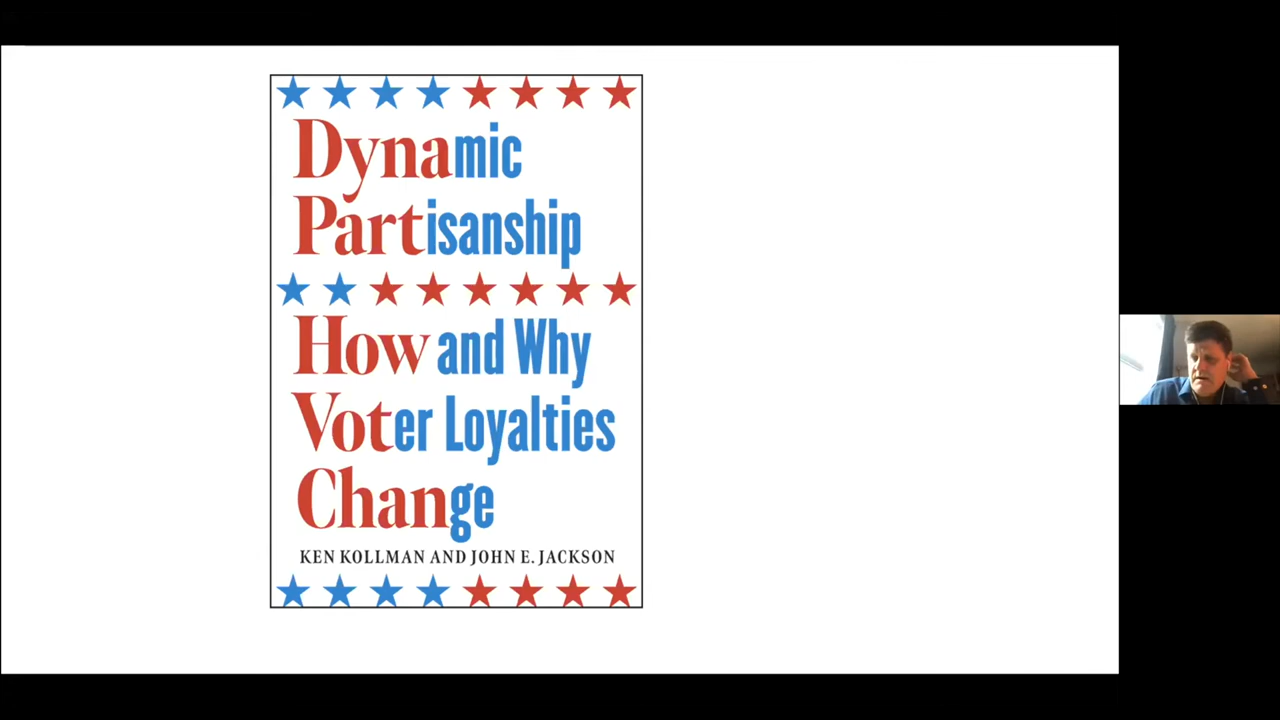 Dynamic
Partisanship
How and Why
Voter Loyalties
Change
KEN KOLLMAN AND JOHN E. JACKSON